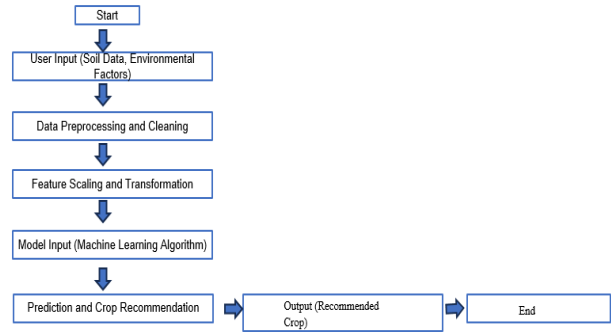 Start
User Input (Soil Data, Environmental
Factors)
Data Preprocessing and Cleaning
Feature Scaling and Transformation
Model Input (Machine Learning Algorithm)
Prediction and Crop Recommendation
Output (Recommended
Crop)
End